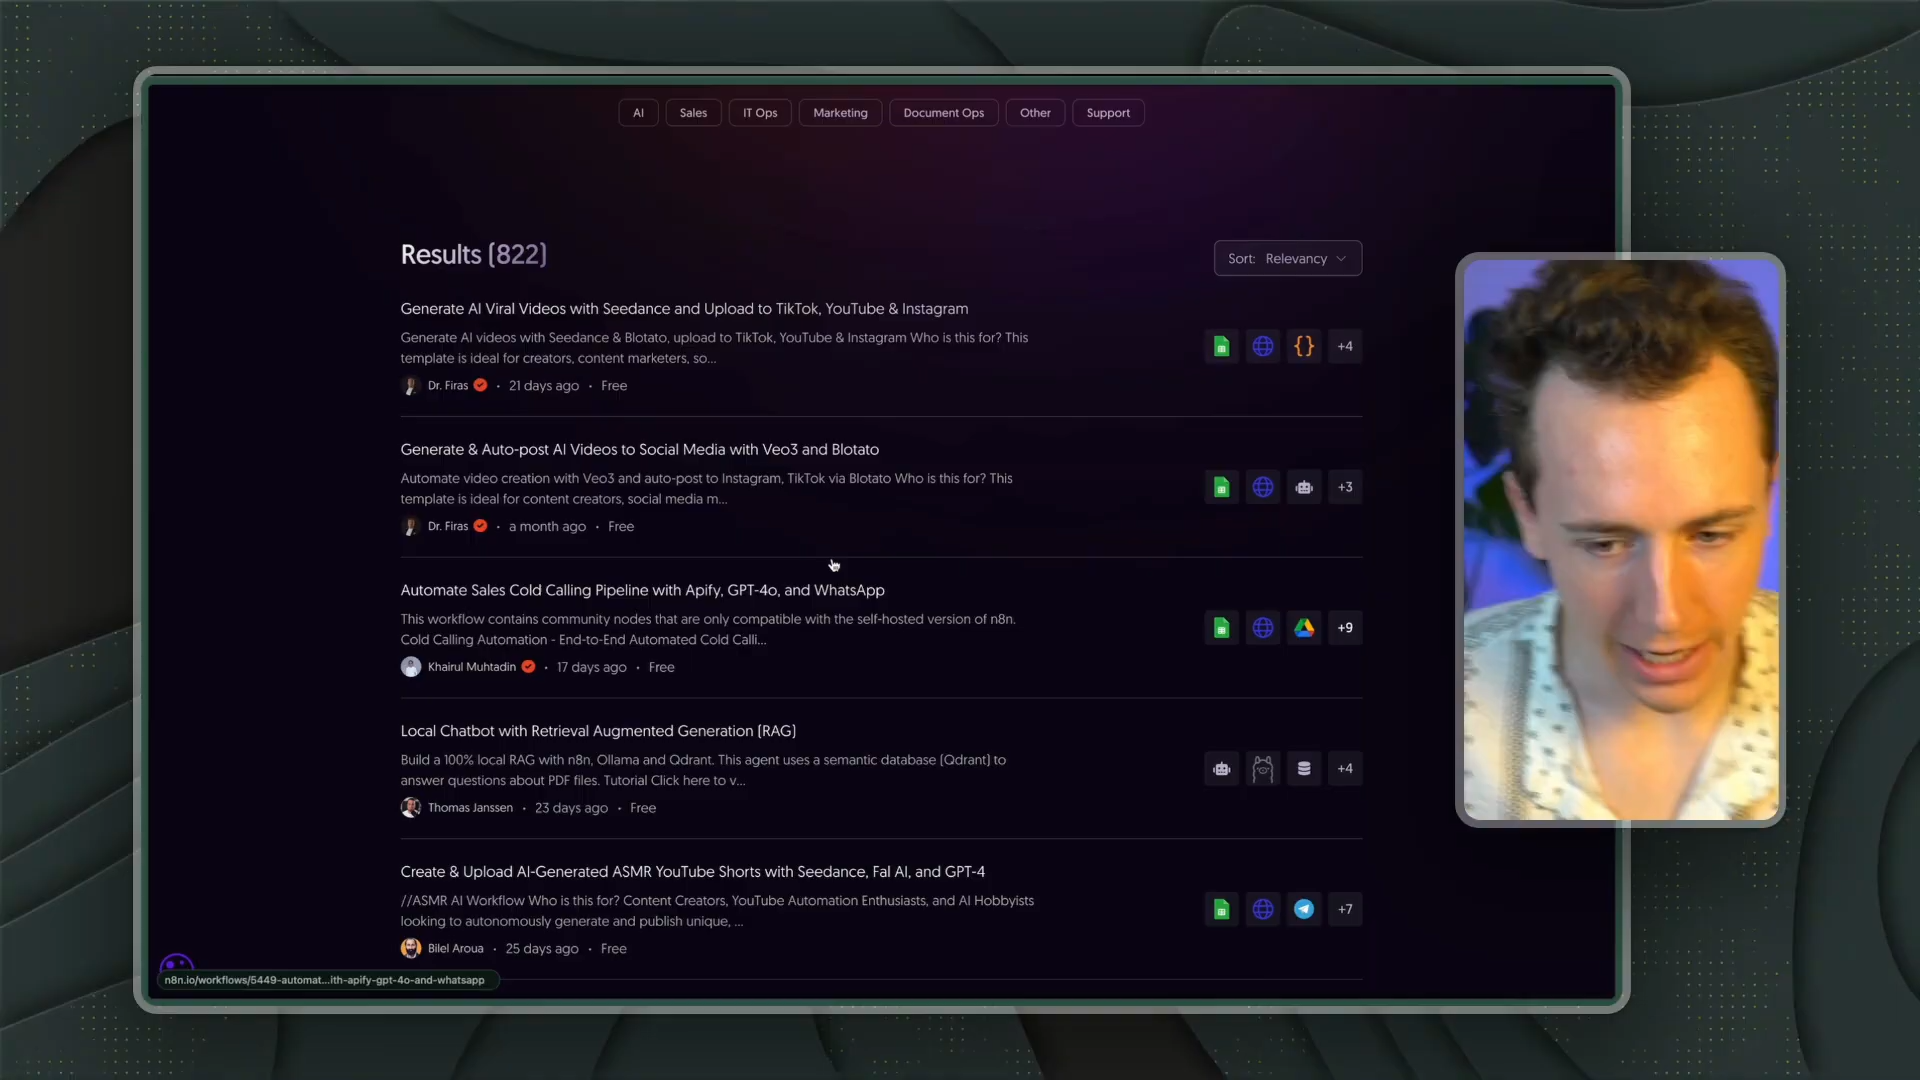 AI
Sales
IT Ops
Marketing
Document Ops
Other
Support
Results (822)
Sort: Relevancy
Generate AI Viral Videos with Seedance and Upload to TikTok, YouTube & Instagram
Generate AI videos with Seedance & Blotato, upload to TikTok, YouTube & Instagram Who is this for? This
template is ideal for creators, content marketers, so...
+4
Dr. Firas • 21 days ago • Free
Generate & Auto-post AI Videos to Social Media with Veo3 and Blotato
Automate video creation with Veo3 and auto-post to Instagram, TikTok via Blotato Who is this for? This
template is ideal for content creators, social media m...
+3
Dr. Firas • a month ago • Free
Automate Sales Cold Calling Pipeline with Apify, GPT-4o, and WhatsApp
This workflow contains community nodes that are only compatible with the self-hosted version of n8n.
Cold Calling Automation - End-to-End Automated Cold Calli...
+9
Khairul Muhtadin • 17 days ago • Free
Local Chatbot with Retrieval Augmented Generation (RAG)
Build a 100% local RAG with n8n, Ollama and Qdrant. This agent uses a semantic database (Qdrant) to
answer questions about PDF files. Tutorial Click here to v...
+4
Thomas Janssen • 23 days ago • Free
Create & Upload AI-Generated ASMR YouTube Shorts with Seedance, Fal AI, and GPT-4
//ASMR AI Workflow Who is this for? Content Creators, YouTube Automation Enthusiasts, and AI Hobbyists
looking to autonomously generate and publish unique, ...
+7
Bilel Aroua • 25 days ago • Free
n8n.io/workflows/5449-automat...ith-apify-gpt-4o-and-whatsapp